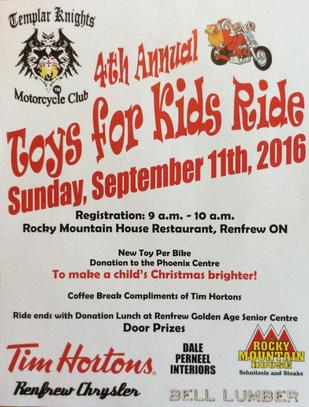 Templar Knights
Motorcycle Club
4th Annual
Toys for Kids Ride
Sunday, September 11th, 2016
Registration: 9 a.m. - 10 a.m.
Rocky Mountain House Restaurant, Renfrew ON
New Toy Per Bike
Donation to the Phoenix Centre
To make a child's Christmas brighter!
Coffee Break Compliments of Tim Hortons
Ride ends with Donation Lunch at Renfrew Golden Age Senior Centre
Door Prizes
Tim Hortons.
Renfrew Chrysler
DALE
PERNEEL
INTERIORS
ROCKY
MOUNTAIN
HOUSE
Schnitzels and Steaks
BELL LUMBER